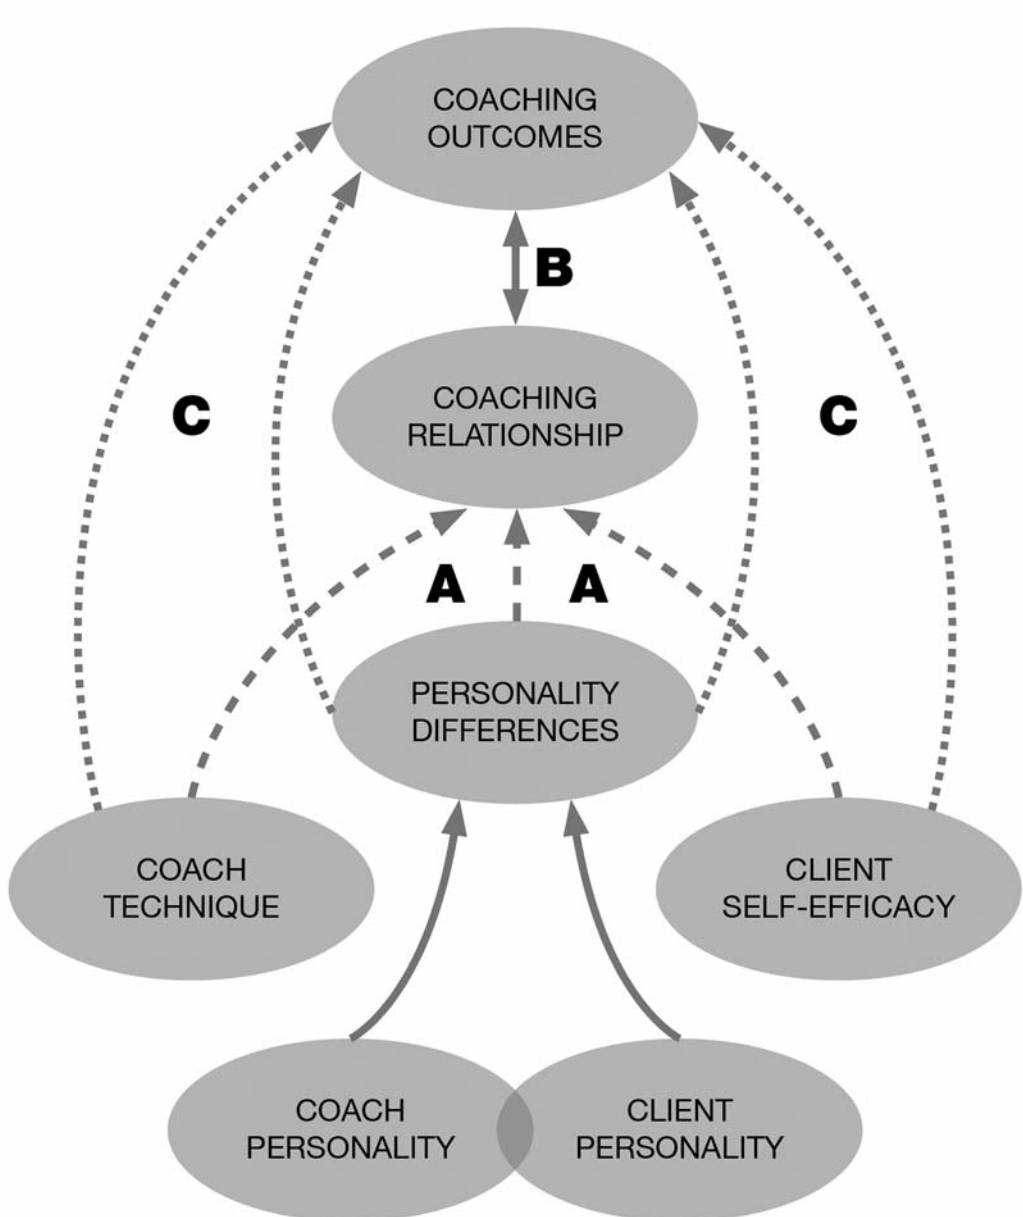 COACHING
OUTCOMES
B
COACHING
RELATIONSHIP
C
C
A
A
PERSONALITY
DIFFERENCES
COACH
TECHNIQUE
CLIENT
SELF-EFFICACY
COACH
PERSONALITY
CLIENT
PERSONALITY